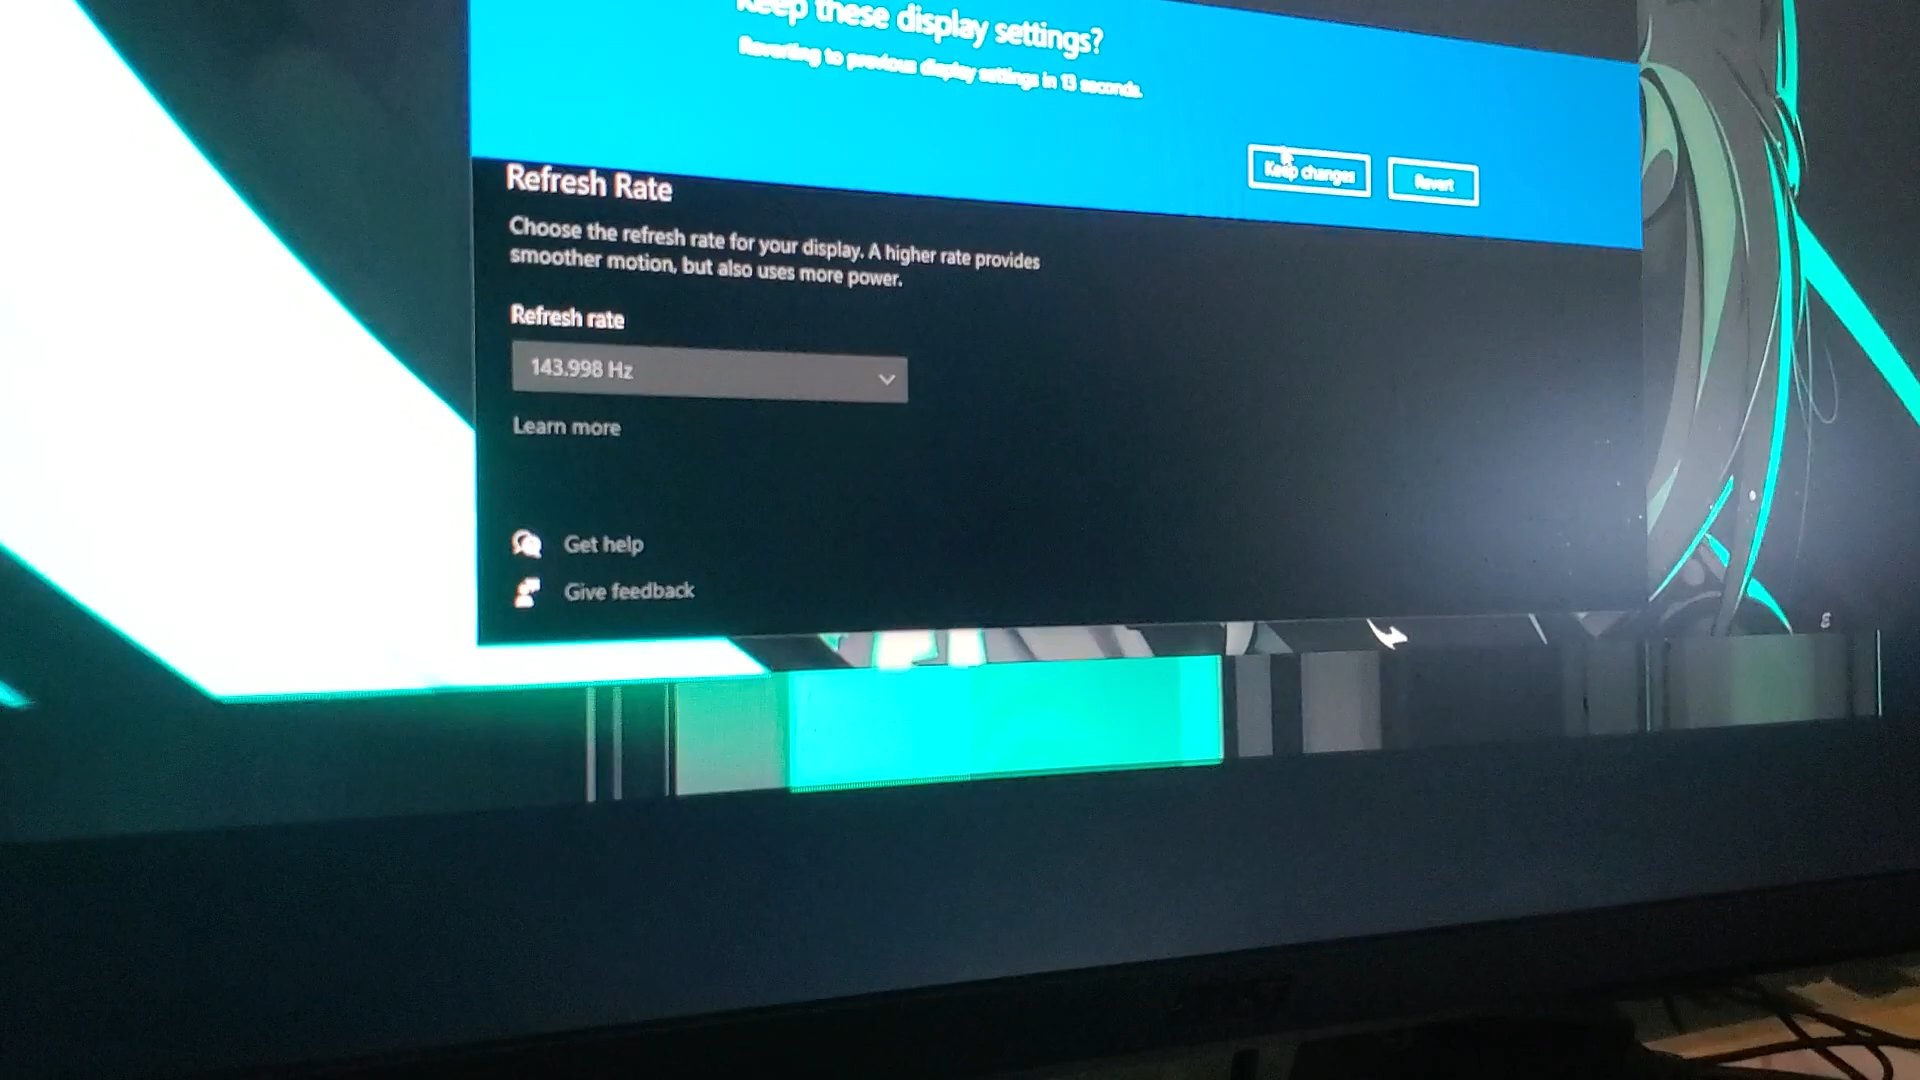 Keep these display settings?
Reverting to previous display settings in 13 seconds.
Keep changes
Revert
Refresh Rate
Choose the refresh rate for your display. A higher rate provides
smoother motion, but also uses more power.
Refresh rate
143.998 Hz
Learn more
Get help
Give feedback
msi